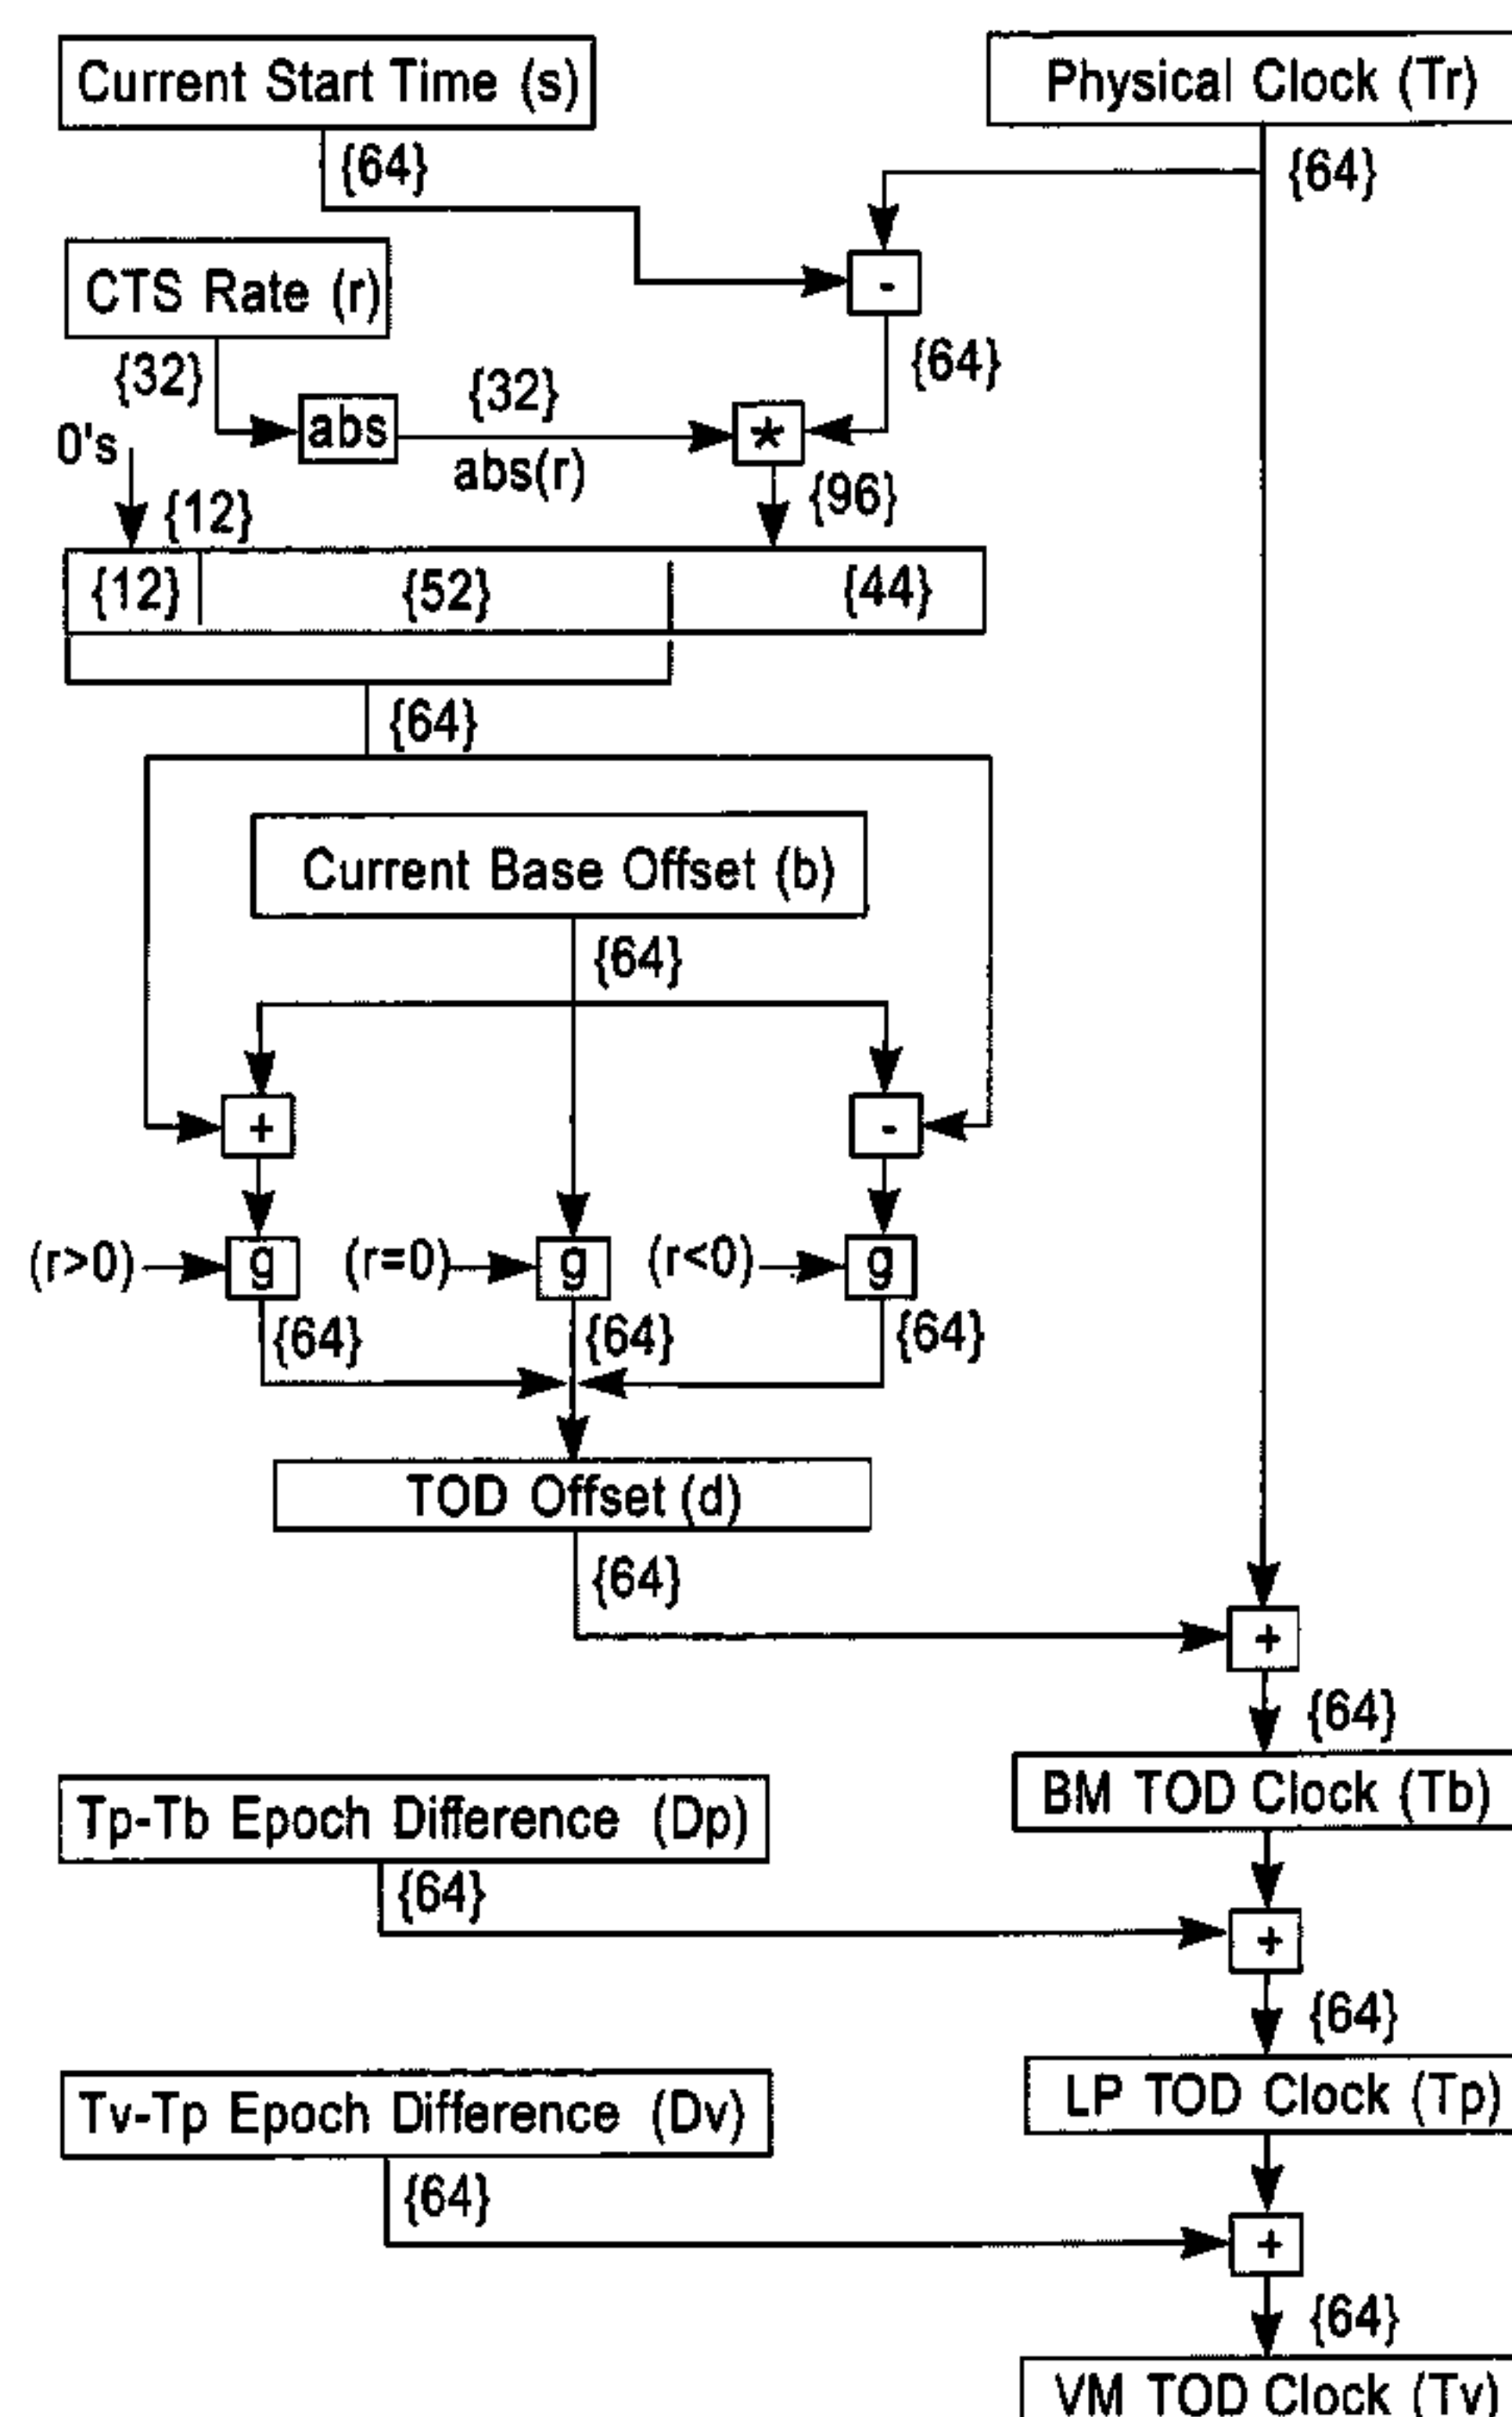 Current Start Time (s)
Physical Clock (Tr)
{64}
{64}
-
CTS Rate (r)
{32}
{32}
{64}
abs
*
abs(r)
0's
{12}
{96}
{12} {52} {44}
{64}
Current Base Offset (b)
{64}
+
-
(r>0) g (r=0) g (r<0) g
{64} {64} {64}
TOD Offset (d)
{64}
+
{64}
BM TOD Clock (Tb)
Tp-Tb Epoch Difference (Dp)
{64}
+
{64}
LP TOD Clock (Tp)
Tv-Tp Epoch Difference (Dv)
{64}
+
{64}
VM TOD Clock (Tv)